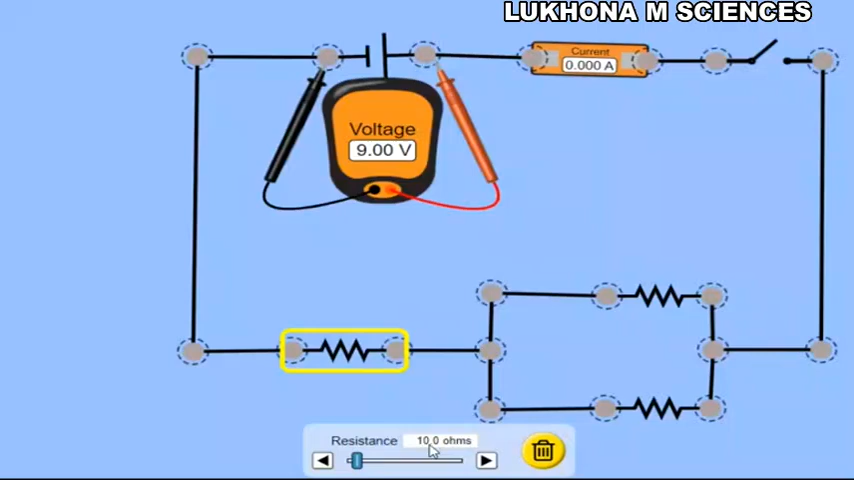 LUKHONA M SCIENCES
Current
0.000 A
Voltage
9.00 V
Resistance 10.0 ohms